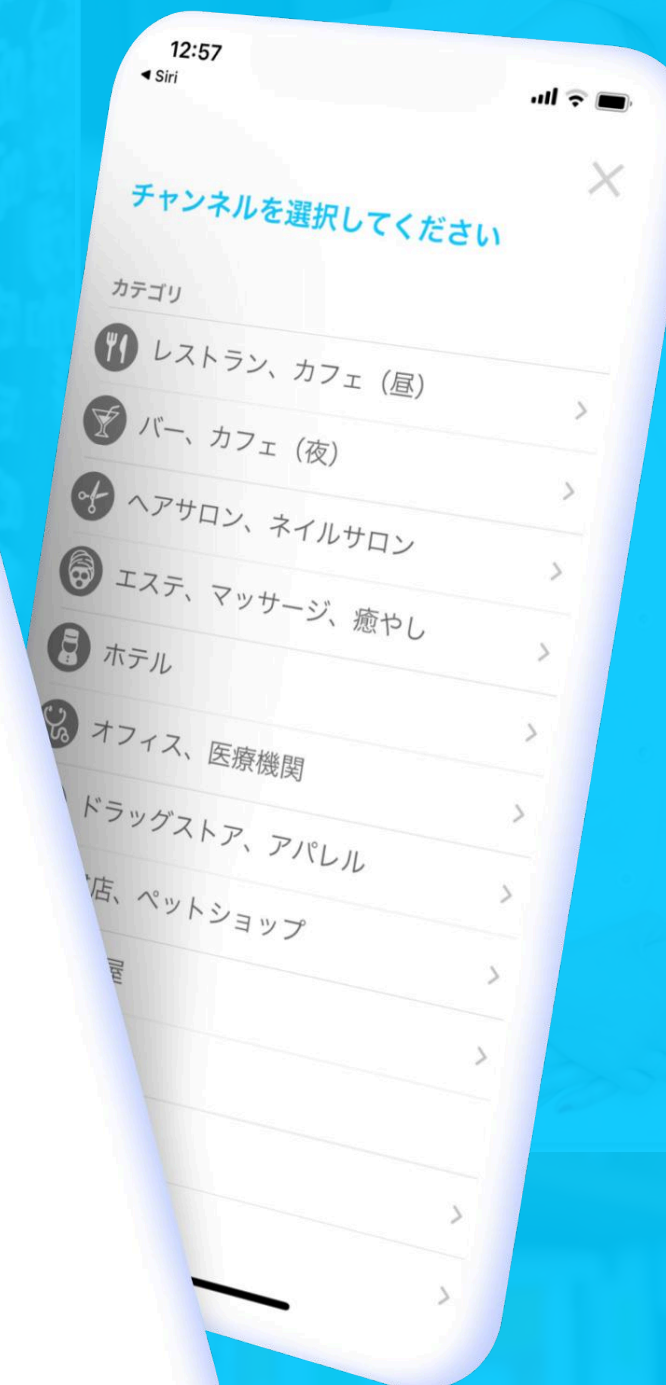 12:57
◀ Siri
チャンネルを選択してください
カテゴリ
レストラン、カフェ（昼）
バー、カフェ（夜）
ヘアサロン、ネイルサロン
エステ、マッサージ、癒やし
ホテル
オフィス、医療機関
ドラッグストア、アパレル
店、ペットショップ
屋